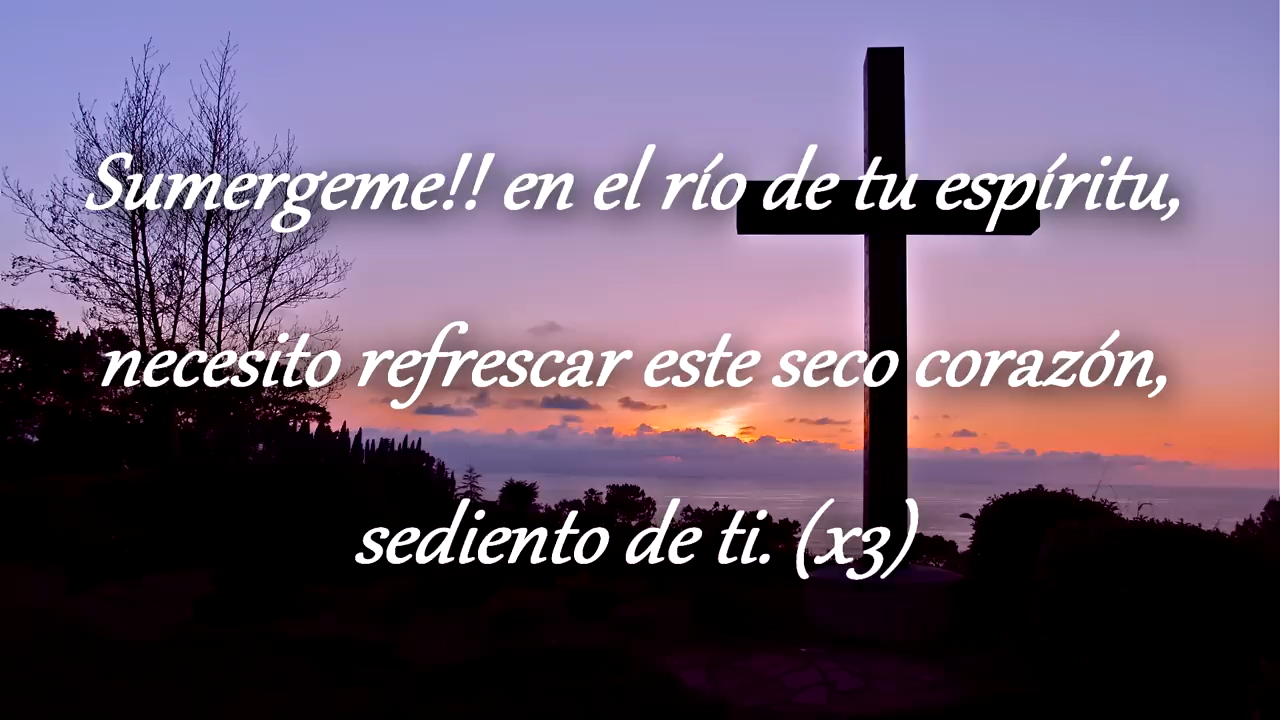 Sumergeme!! en el río de tu espíritu,
necesito refrescar este seco corazón,
sediento de ti. (x3)